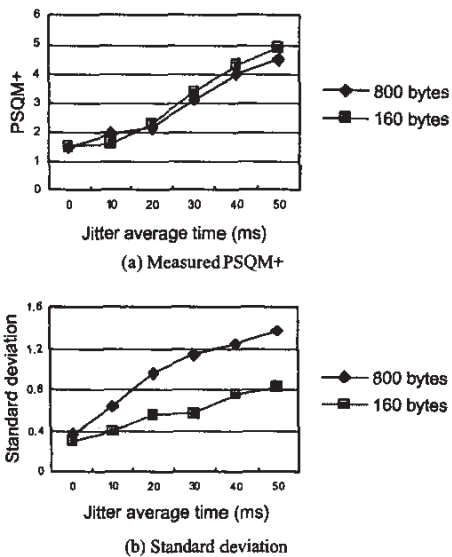 6
5
4
3
2
1
0
PSQM+
0 10 20 30 40 50
Jitter average time (ms)
800 bytes
160 bytes
(a) Measured PSQM+
1.6
1.2
0.8
0.4
0
Standard deviation
0 10 20 30 40 50
Jitter average time (ms)
800 bytes
160 bytes
(b) Standard deviation